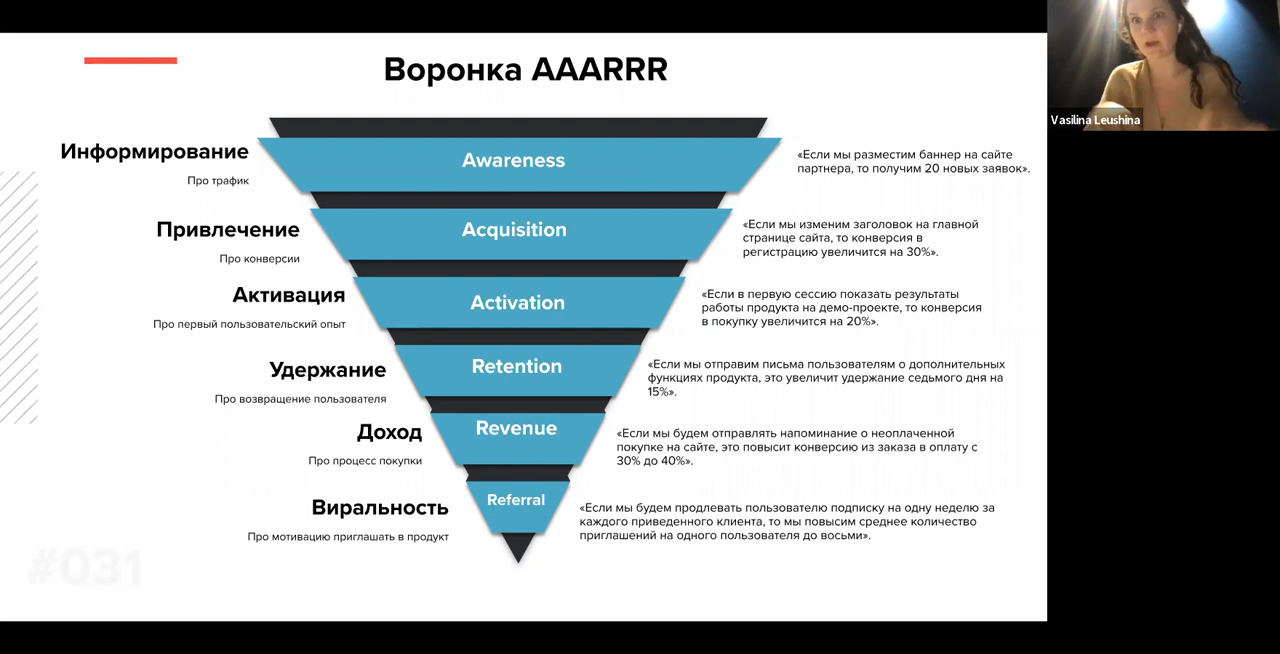 Воронка AAARRR
Vasilina Leushina
Информирование
Про трафик
Awareness
«Если мы разместим баннер на сайте
партнера, то получим 20 новых заявок».
Привлечение
Про конверсии
Acquisition
«Если мы изменим заголовок на главной
странице сайта, то конверсия в
регистрацию увеличится на 30%».
Активация
Про первый пользовательский опыт
Activation
«Если в первую сессию показать результаты
работы продукта на демо-проекте, то конверсия
в покупку увеличится на 20%».
Удержание
Про возвращение пользователя
Retention
«Если мы отправим письма пользователям о дополнительных
функциях продукта, это увеличит удержание седьмого дня на
15%».
Доход
Про процесс покупки
Revenue
«Если мы будем отправлять напоминание о неоплаченной
покупке на сайте, это повысит конверсию из заказа в оплату с
30% до 40%».
Виральность
Про мотивацию приглашать в продукт
Referral
«Если мы будем продлевать пользователю подписку на одну неделю за
каждого приведенного клиента, то мы повысим среднее количество
приглашений на одного пользователя до восьми».
#031